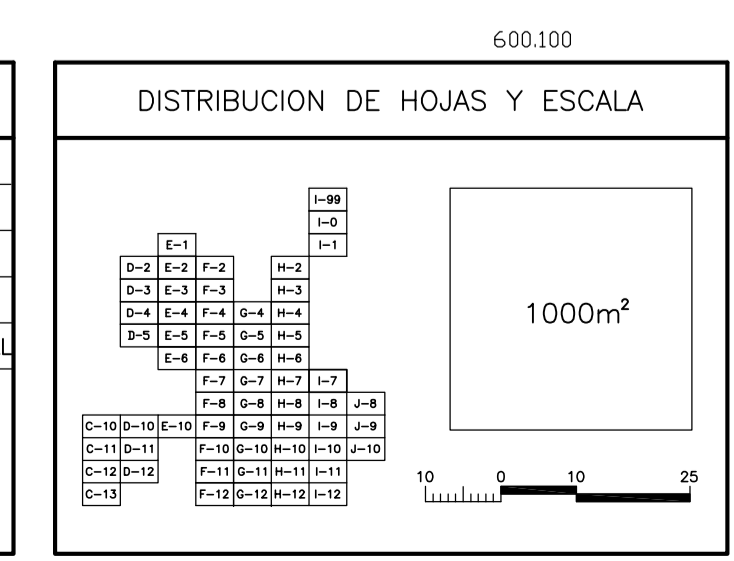 600.100
DISTRIBUCION DE HOJAS Y ESCALA
I-99
I-0
E-1 I-1
D-2 E-2 F-2 H-2
D-3 E-3 F-3 H-3
D-4 E-4 F-4 G-4 H-4
D-5 E-5 F-5 G-5 H-5
E-6 F-6 G-6 H-6
F-7 G-7 H-7 I-7
F-8 G-8 H-8 I-8 J-8
C-10 D-10 E-10 F-9 G-9 H-9 I-9 J-9
C-11 D-11 F-10 G-10 H-10 I-10 J-10
C-12 D-12 F-11 G-11 H-11 I-11
C-13 F-12 G-12 H-12 I-12
1000m²
10 0 10 25
L